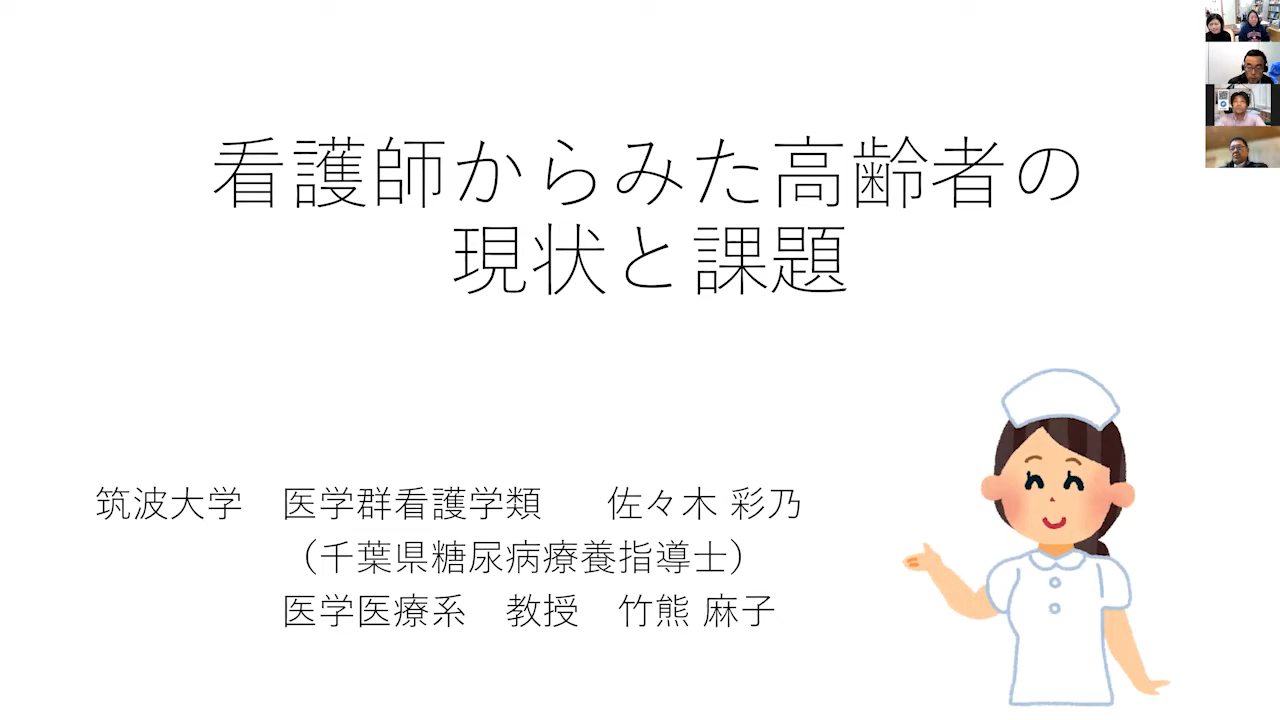 看護師からみた高齢者の
現状と課題
筑波大学　医学群看護学類　佐々木 彩乃
（千葉県糖尿病療養指導士）
医学医療系　教授　竹熊 麻子